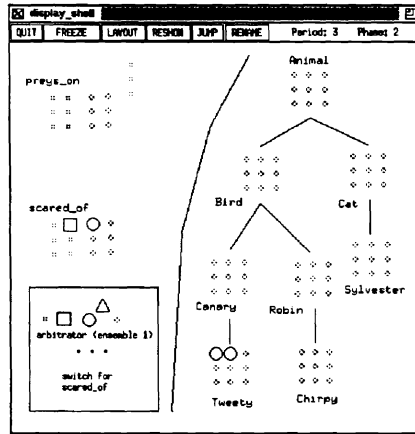 display_shell
QUIT FREEZE LAYOUT RESHOW JUMP RENAME Period: 3 Phase: 2
Animal
preys_on
Bird
Cat
scared_of
Canary
Robin
Sylvester
arbitrator (ensemble 1)
switch for
scared_of
Tweety
Chirpy